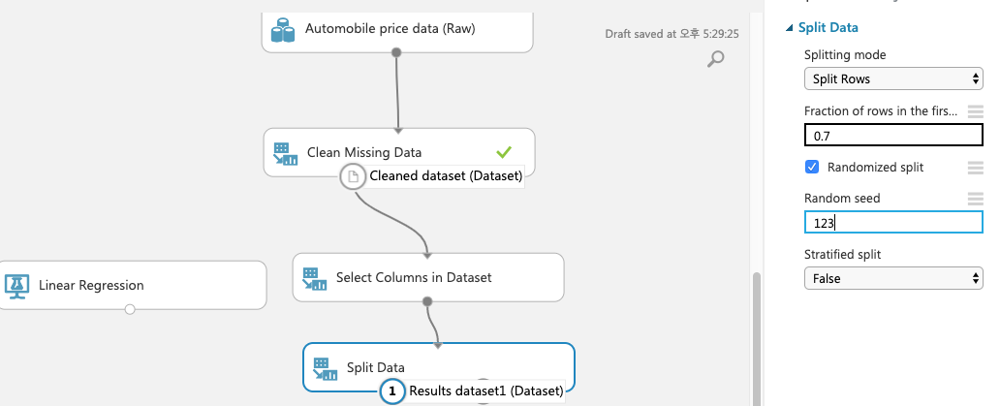 Automobile price data (Raw)
Draft saved at 오후 5:29:25
Clean Missing Data
Cleaned dataset (Dataset)
Linear Regression
Select Columns in Dataset
Split Data
1 Results dataset1 (Dataset)
Split Data
Splitting mode
Split Rows
Fraction of rows in the firs...
0.7
Randomized split
Random seed
123
Stratified split
False